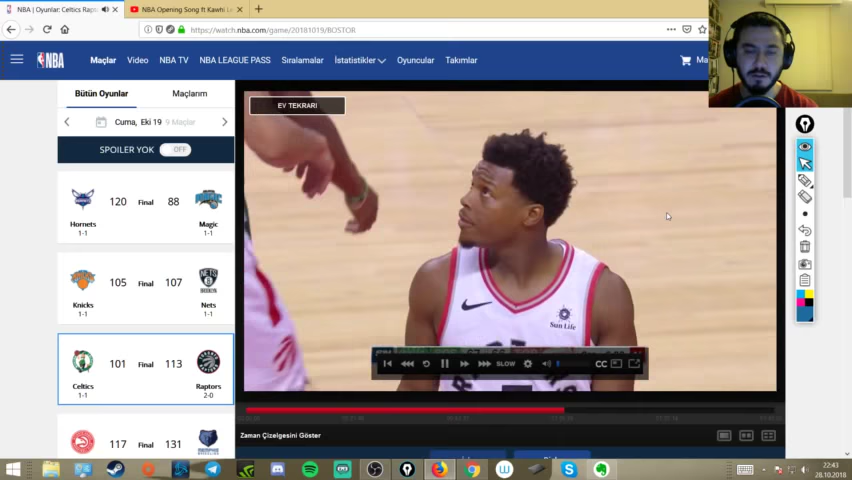 NBA | Oyunlar: Celtics Rapt
NBA Opening Song ft Kawhi Le
https://watch.nba.com/game/20181019/BOSTOR
NBA
Maçlar
Video
NBA TV
NBA LEAGUE PASS
Sıralamalar
İstatistikler
Oyuncular
Takımlar
Bütün Oyunlar
Maçlarım
Cuma, Eki 19 9 Maçlar
SPOILER YOK OFF
120 Final 88
Hornets Magic
1-1 1-1
105 Final 107
Knicks Nets
1-1 1-1
101 Final 113
Celtics Raptors
1-1 2-0
117 Final 131
EV TEKRARI
Sun Life
SLOW
CC
Zaman Çizelgesini Göster
22:43
28.10.2018